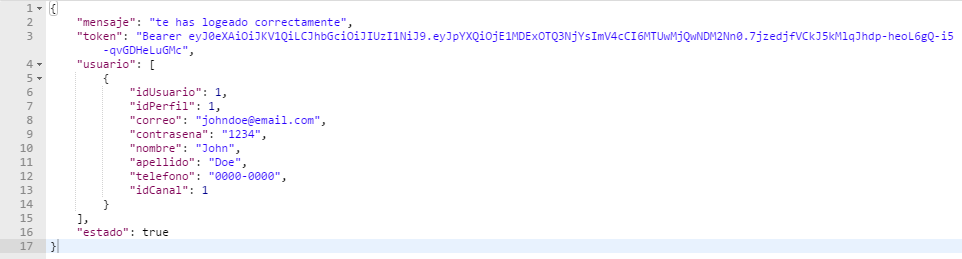 1 {
2 "mensaje": "te has logeado correctamente",
3 "token": "Bearer eyJ0eXAiOiJKV1QiLCJhbGciOiJIUzI1NiJ9.eyJpYXQiOjE1MDExOTQ3NjYsImV4cCI6MTUwMjQwNDM2Nn0.7jzedjfVCkJ5kMlqJhdp-heoL6gQ-i5
-qvGDHeLuGMc",
4 "usuario": [
5 {
6 "idUsuario": 1,
7 "idPerfil": 1,
8 "correo": "johndoe@email.com",
9 "contrasena": "1234",
10 "nombre": "John",
11 "apellido": "Doe",
12 "telefono": "0000-0000",
13 "idCanal": 1
14 }
15 ],
16 "estado": true
17 }